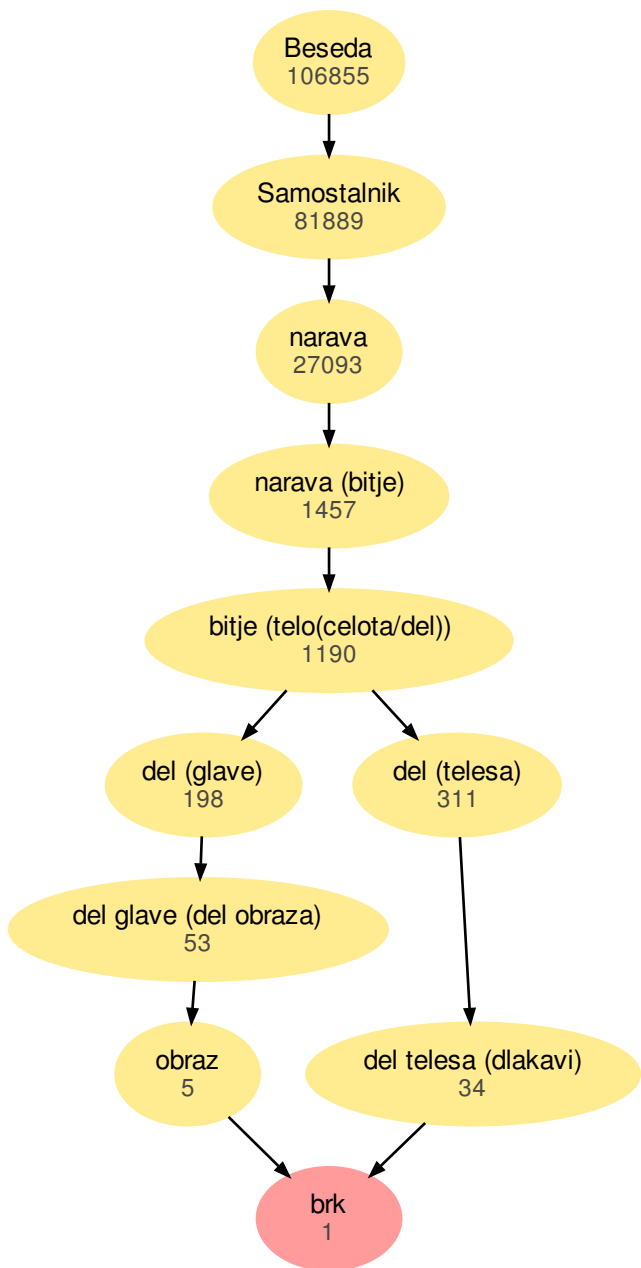 Beseda
106855
Samostalnik
81889
narava
27093
narava (bitje)
1457
bitje (telo(celota/del))
1190
del (glave)
198
del (telesa)
311
del glave (del obraza)
53
obraz
5
del telesa (dlakavi)
34
brk
1